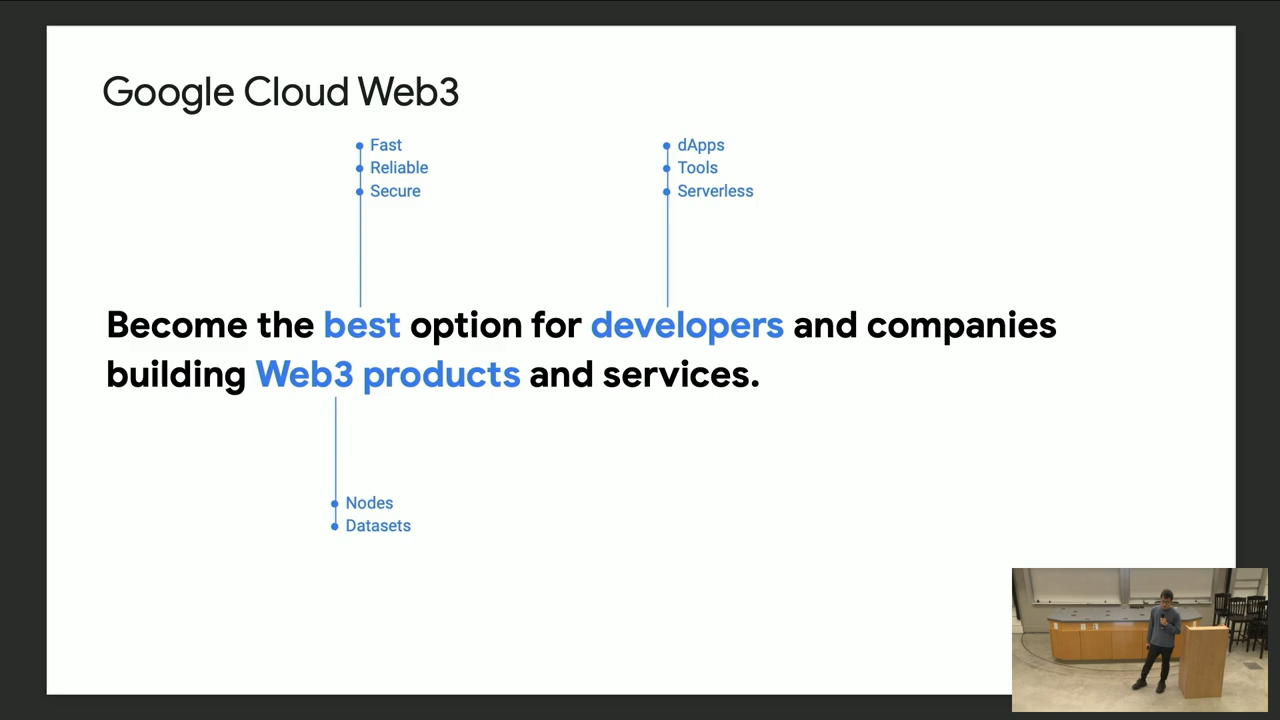 Google Cloud Web3
Fast
Reliable
Secure
dApps
Tools
Serverless
Become the best option for developers and companies
building Web3 products and services.
Nodes
Datasets